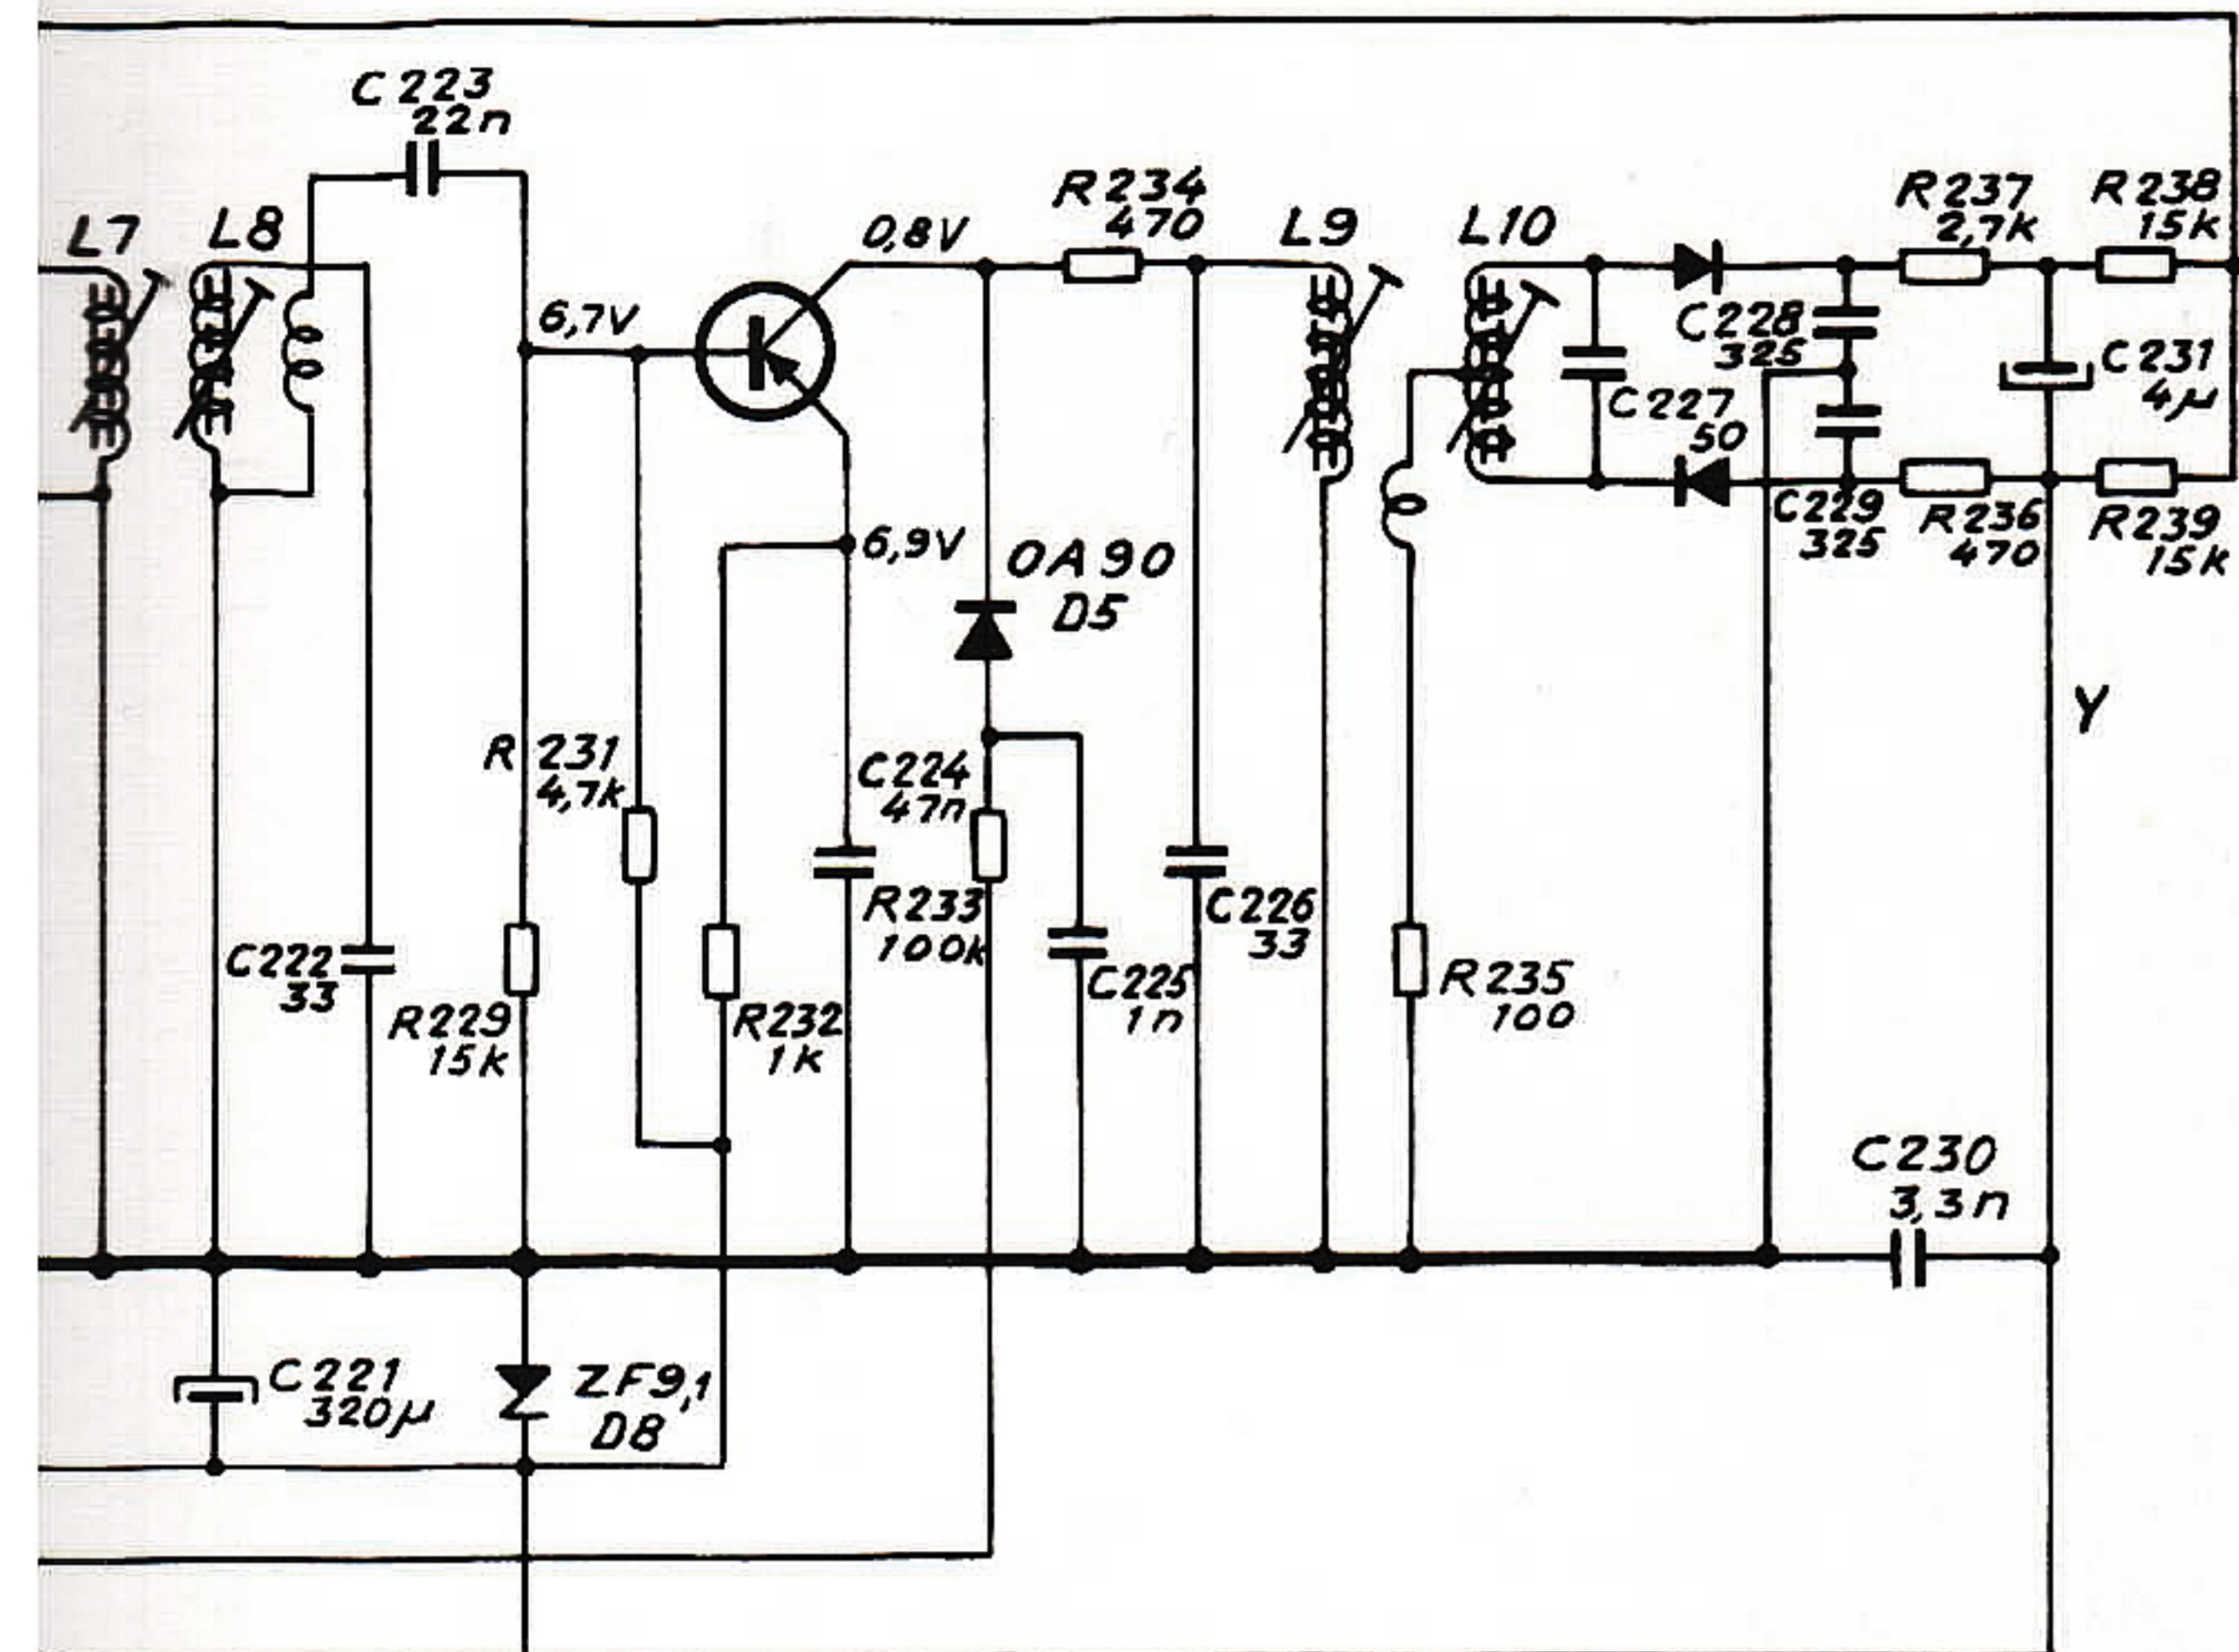 C223
22n
L7
L8
6,7V
0,8V
R234
470
L9
L10
R237
2,7k
R238
15k
C228
325
C227
50
C231
4µ
C229
325
R236
470
R239
15k
6,9V
OA90
D5
Y
R231
4,7k
C224
47n
R233
100k
C222
33
R229
15k
R232
1k
C225
1n
C226
33
R235
100
C230
3,3n
C221
320µ
ZF9,1
D8